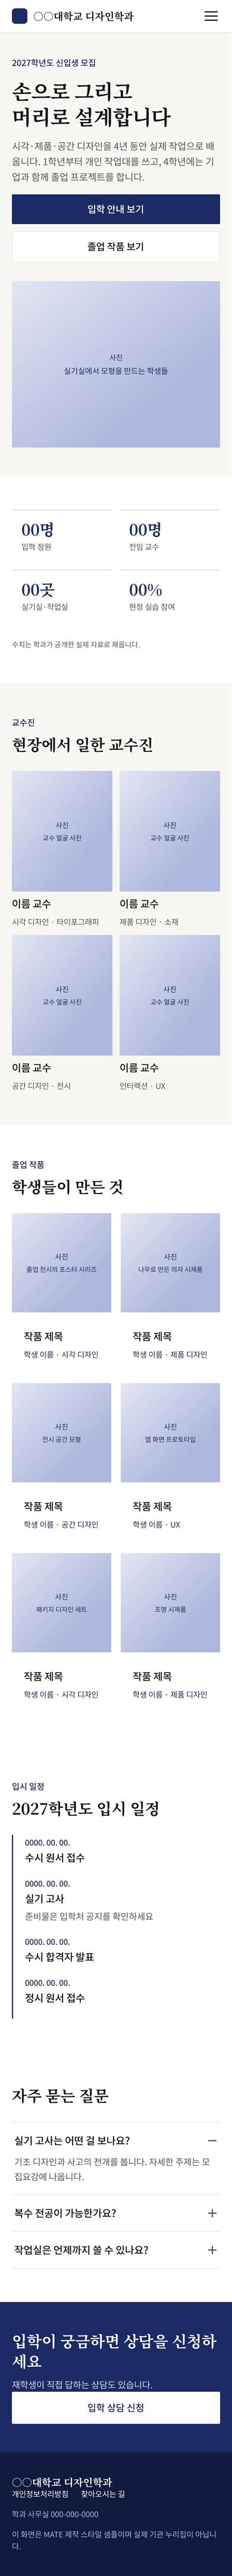 〇〇대학교 디자인학과
2027학년도 신입생 모집
손으로 그리고
머리로 설계합니다
시각·제품·공간 디자인을 4년 동안 실제 작업으로 배
웁니다. 1학년부터 개인 작업대를 쓰고, 4학년에는 기
업과 함께 졸업 프로젝트를 합니다.
입학 안내 보기
졸업 작품 보기
사진
실기실에서 모형을 만드는 학생들
00명
입학 정원
00명
전임 교수
00곳
실기실·작업실
00%
현장 실습 참여
수치는 학과가 공개한 실제 자료로 채웁니다.
교수진
현장에서 일한 교수진
사진
교수 얼굴 사진
이름 교수
시각 디자인 · 타이포그래피
사진
교수 얼굴 사진
이름 교수
제품 디자인 · 소재
사진
교수 얼굴 사진
이름 교수
공간 디자인 · 전시
사진
교수 얼굴 사진
이름 교수
인터랙션 · UX
졸업 작품
학생들이 만든 것
사진
졸업 전시의 포스터 시리즈
작품 제목
학생 이름 · 시각 디자인
사진
나무로 만든 의자 시제품
작품 제목
학생 이름 · 제품 디자인
사진
전시 공간 모형
작품 제목
학생 이름 · 공간 디자인
사진
앱 화면 프로토타입
작품 제목
학생 이름 · UX
사진
패키지 디자인 세트
작품 제목
학생 이름 · 시각 디자인
사진
조명 시제품
작품 제목
학생 이름 · 제품 디자인
입시 일정
2027학년도 입시 일정
0000. 00. 00.
수시 원서 접수
0000. 00. 00.
실기 고사
준비물은 입학처 공지를 확인하세요
0000. 00. 00.
수시 합격자 발표
0000. 00. 00.
정시 원서 접수
자주 묻는 질문
실기 고사는 어떤 걸 보나요?
기초 디자인과 사고의 전개를 봅니다. 자세한 주제는 모
집요강에 나옵니다.
복수 전공이 가능한가요?
작업실은 언제까지 쓸 수 있나요?
입학이 궁금하면 상담을 신청하
세요
재학생이 직접 답하는 상담도 있습니다.
입학 상담 신청
〇〇대학교 디자인학과
개인정보처리방침 찾아오시는 길
학과 사무실 000-000-0000
이 화면은 MATE 제작 스타일 샘플이며 실제 기관 누리집이 아닙니
다.